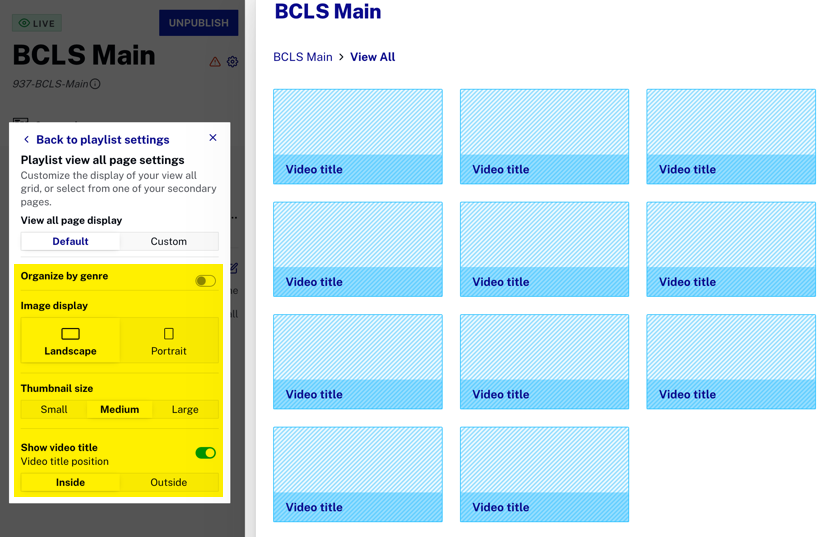 LIVE
UNPUBLISH
BCLS Main
937-BCLS-Main
Back to playlist settings
Playlist view all page settings
Customize the display of your view all
grid, or select from one of your secondary
pages.
View all page display
Default
Custom
Organize by genre
Image display
Landscape
Portrait
Thumbnail size
Small
Medium
Large
Show video title
Video title position
Inside
Outside
BCLS Main
BCLS Main > View All
Video title
Video title
Video title
Video title
Video title
Video title
Video title
Video title
Video title
Video title
Video title